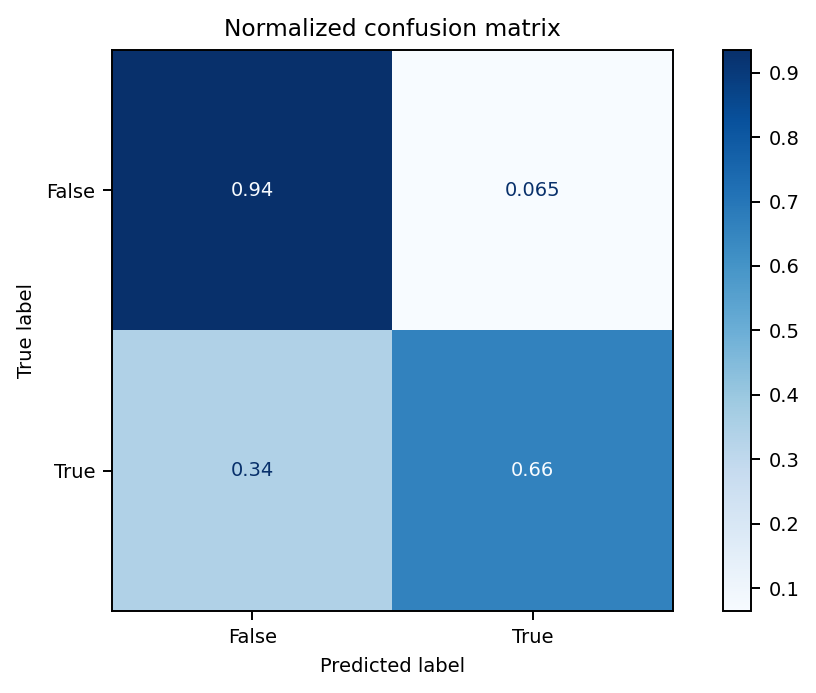 Normalized confusion matrix
False
0.94
0.065
True
0.34
0.66
True label
False
True
Predicted label
0.9
0.8
0.7
0.6
0.5
0.4
0.3
0.2
0.1